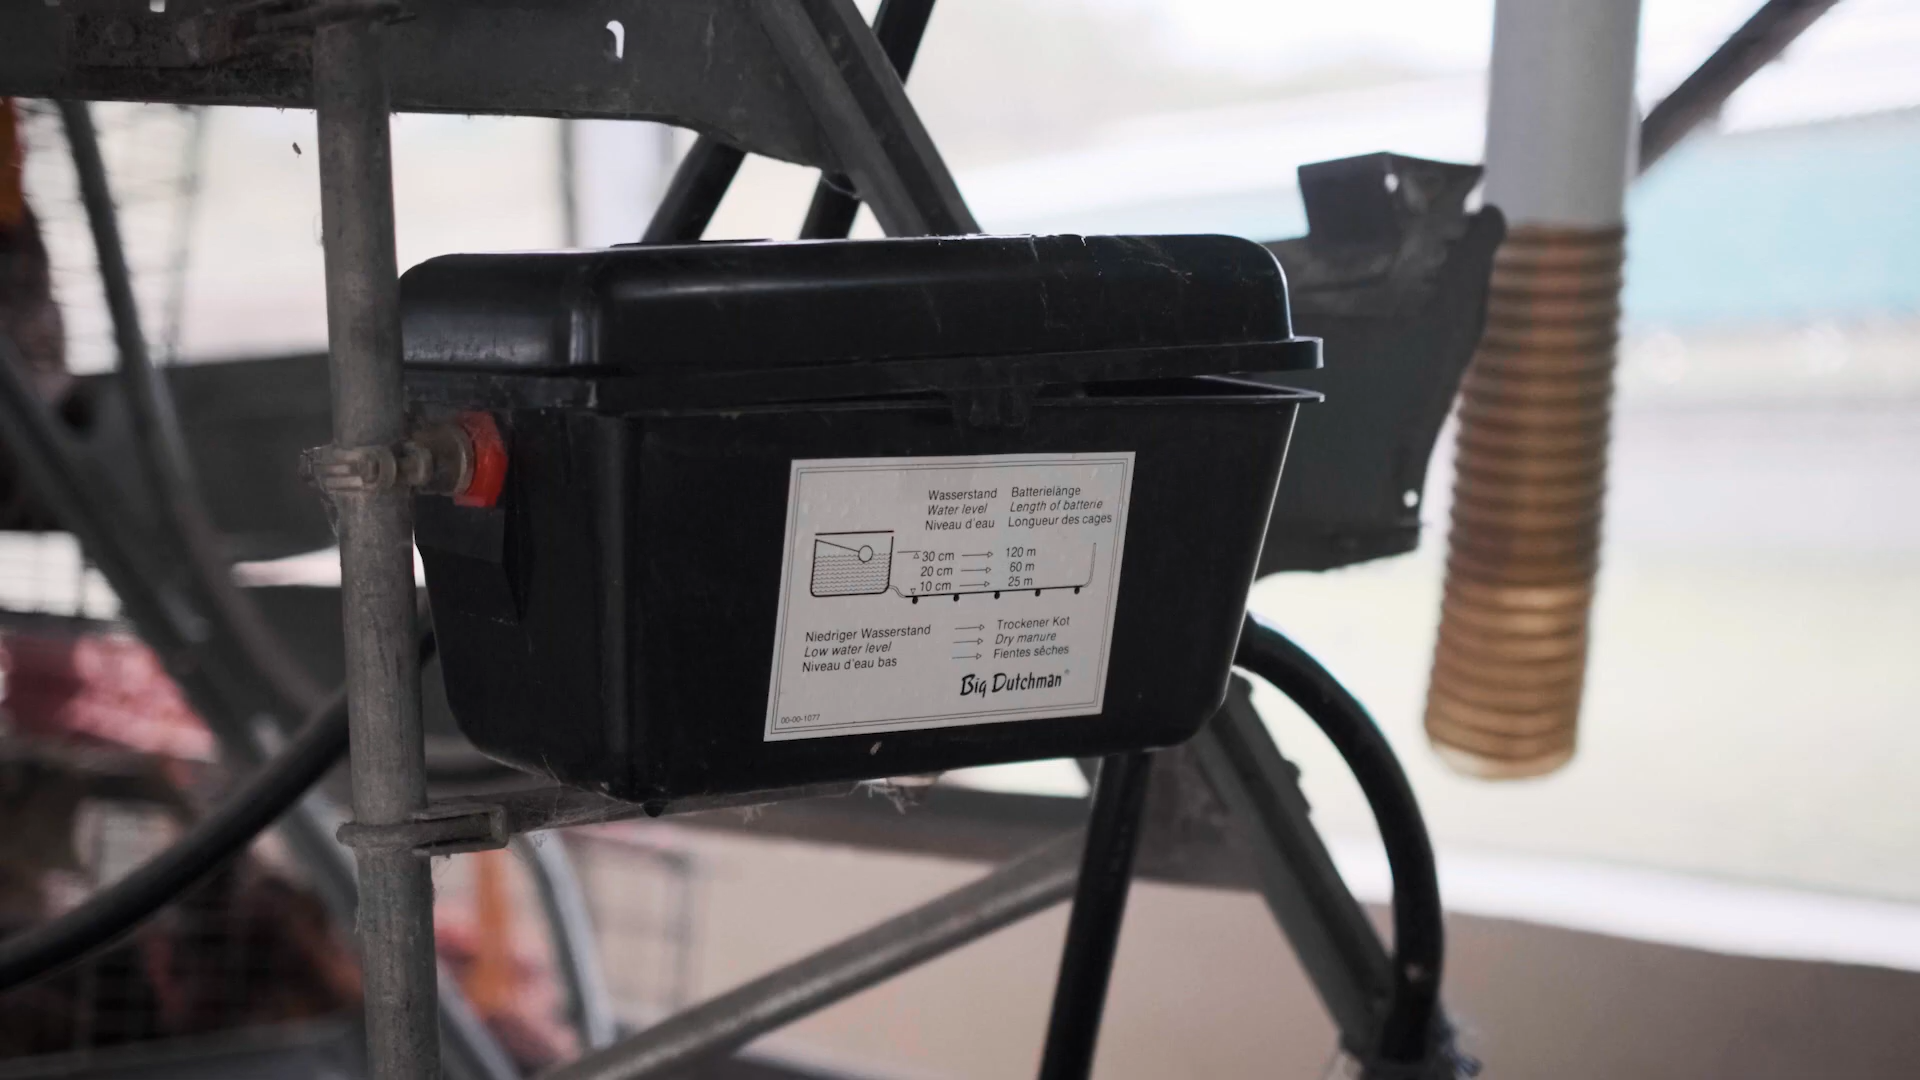 Wasserstand Batterielänge
Water level Length of batterie
Niveau d'eau Longueur des cages
30 cm 120 m
20 cm 60 m
10 cm 25 m
Niedriger Wasserstand Trockener Kot
Low water level Dry manure
Niveau d'eau bas Fientes sêches
Big Dutchman®
00-00-1077